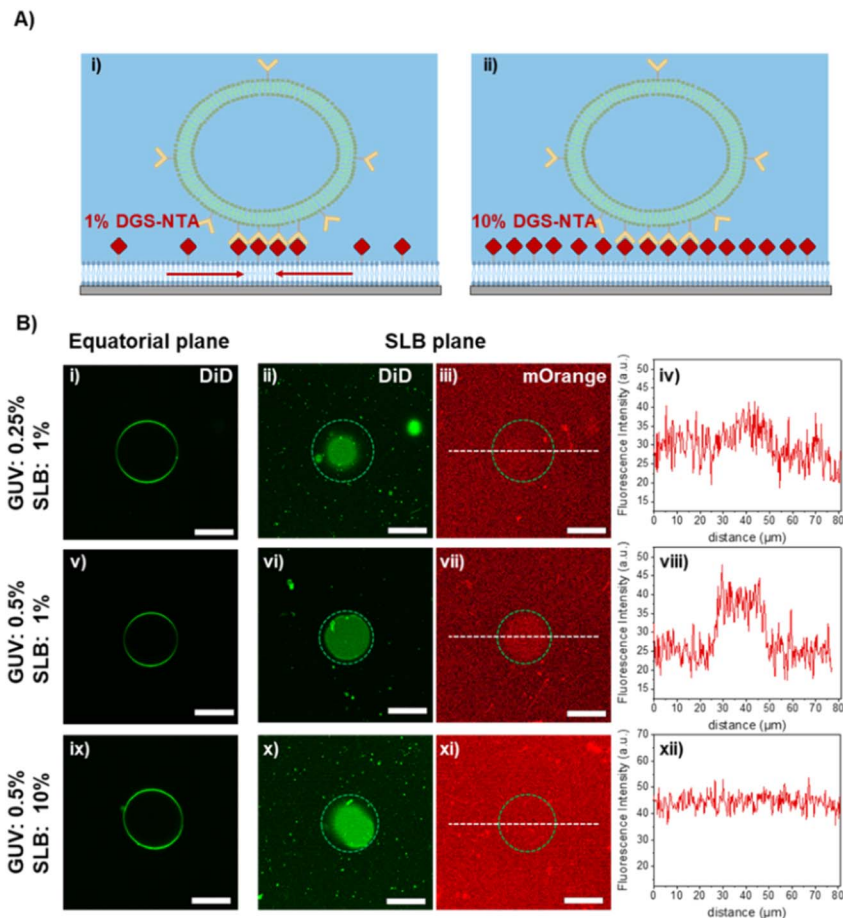 A)
i)
ii)
1% DGS-NTA
10% DGS-NTA
B)
Equatorial plane
SLB plane
GUV: 0.25%
SLB: 1%
i)
DiD
ii)
DiD
iii)
mOrange
iv)
Fluorescence Intensity (a.u.)
50
45
40
35
30
25
20
15
0 10 20 30 40 50 60 70 80
distance (µm)
GUV: 0.5%
SLB: 1%
v)
vi)
vii)
viii)
Fluorescence Intensity (a.u.)
50
45
40
35
30
25
20
15
0 10 20 30 40 50 60 70 80
distance (µm)
GUV: 0.5%
SLB: 10%
ix)
x)
xi)
xii)
Fluorescence Intensity (a.u.)
70
60
50
40
30
20
0 10 20 30 40 50 60 70 80
distance (µm)